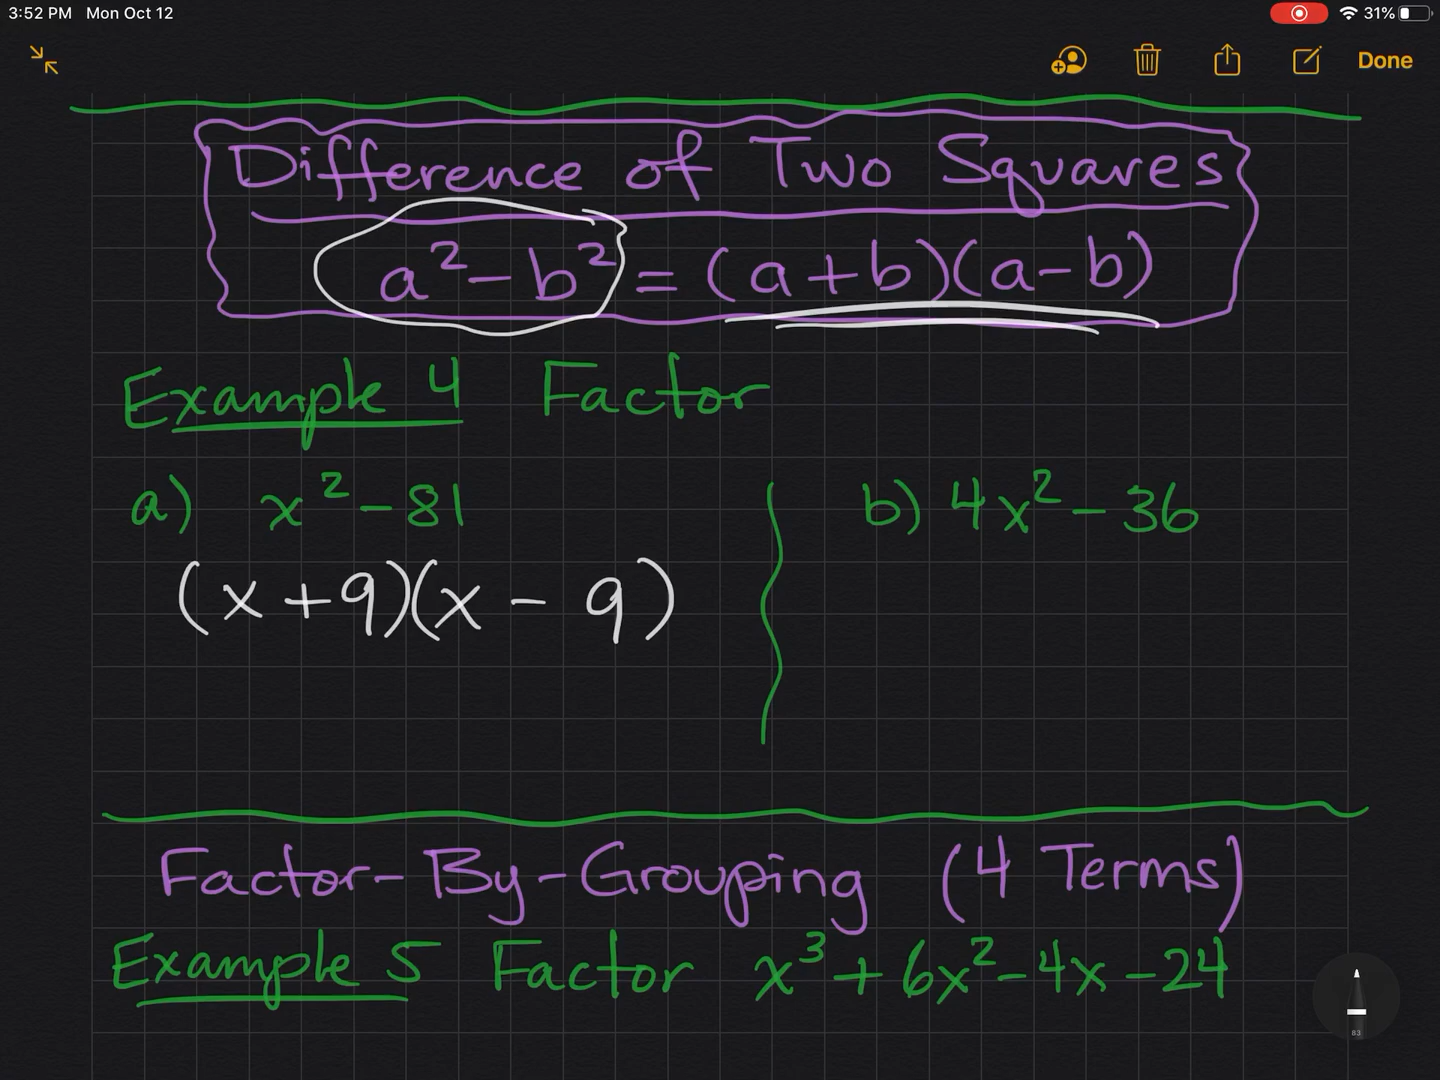 3:52 PM Mon Oct 12
31%
Done
Difference of Two Squares
a² - b² = (a+b)(a-b)
Example 4 Factor
a) x² - 81
b) 4x² - 36
(x + 9)(x - 9)
Factor-By-Grouping (4 Terms)
Example 5 Factor x³ + 6x² - 4x - 24
83